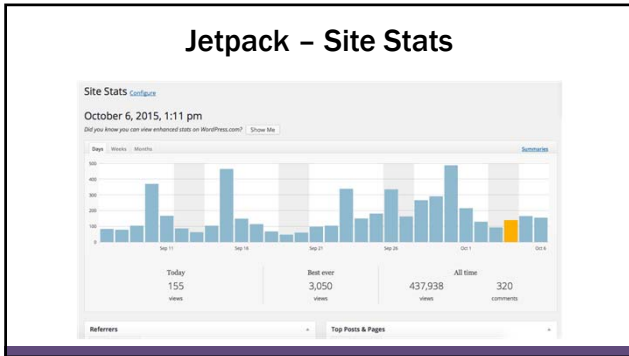 Jetpack – Site Stats
Site Stats Configure
October 6, 2015, 1:11 pm
Did you know you can view enhanced stats on WordPress.com? Show Me
Days Weeks Months Summaries
500
400
300
200
100
0
Sep 11 Sep 16 Sep 21 Sep 26 Oct 1 Oct 6
Today Best ever All time
155 3,050 437,938 320
views views views comments
Referrers Top Posts & Pages